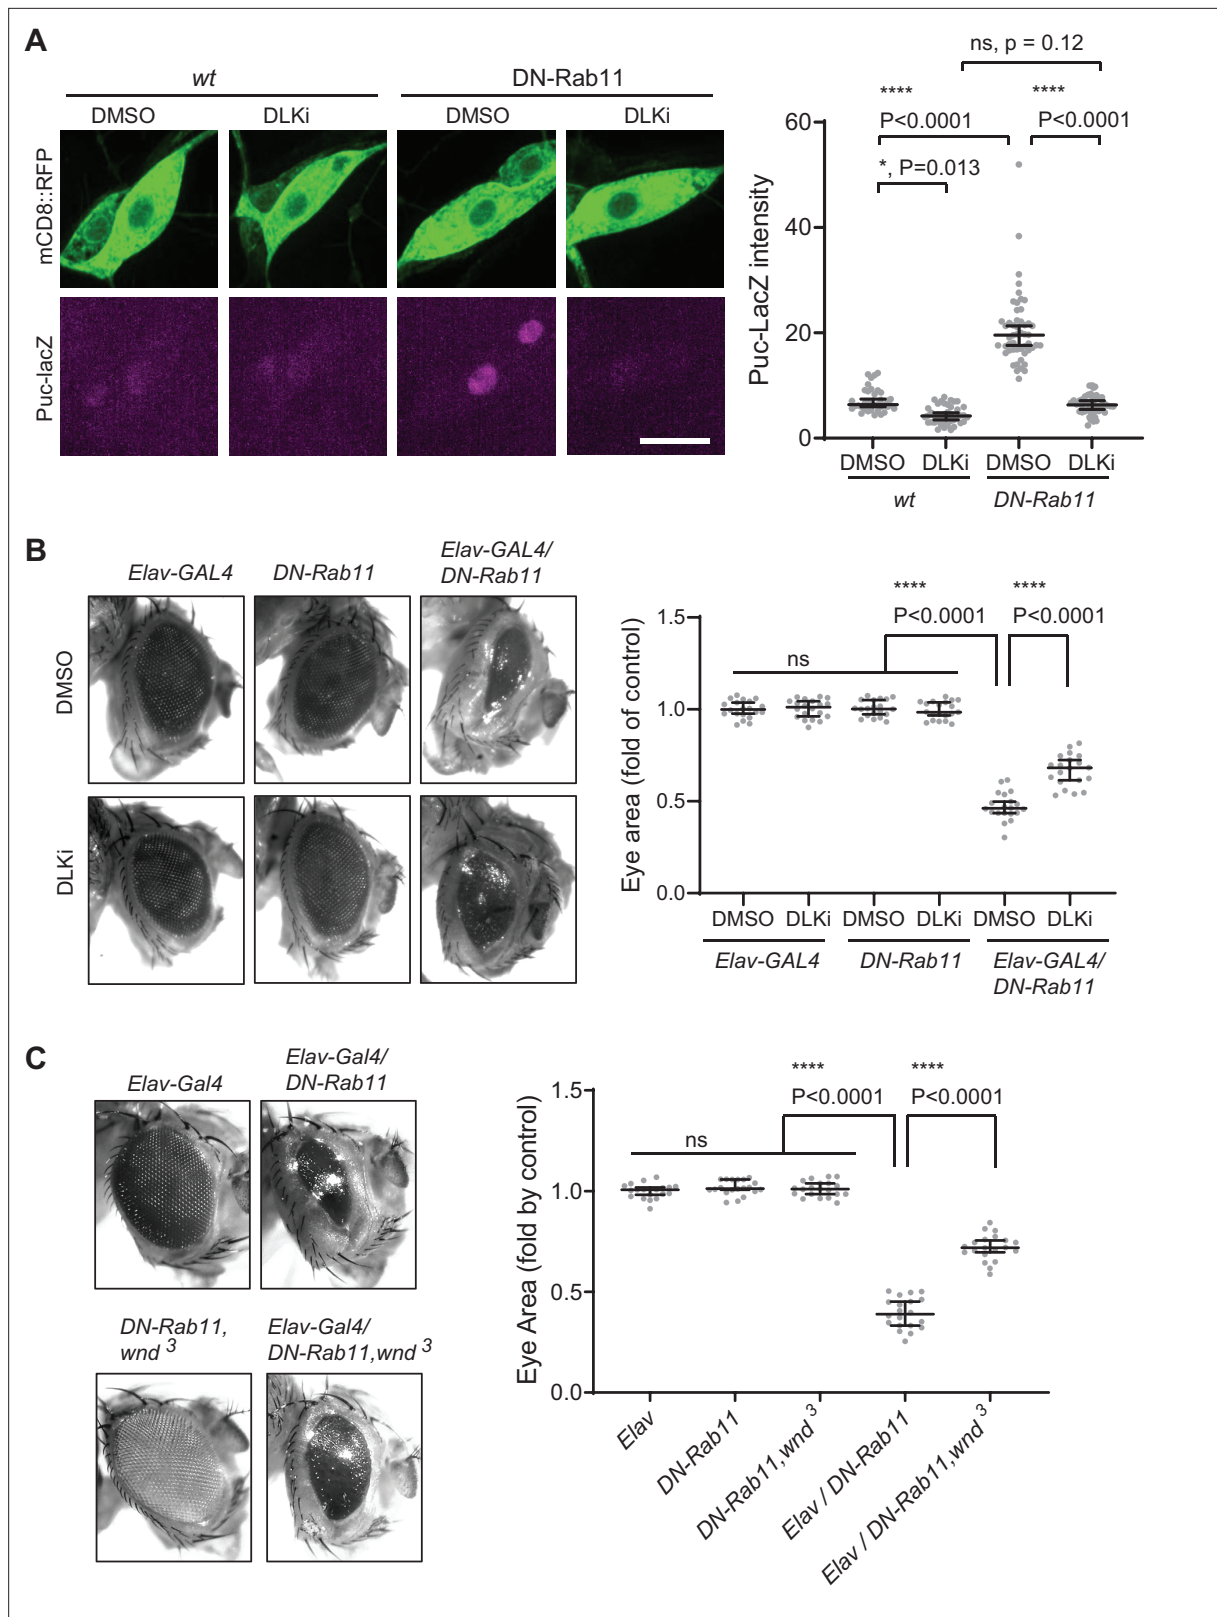 A
wt
DN-Rab11
DMSO
DLKi
DMSO
DLKi
mCD8::RFP
Puc-lacZ
ns, p = 0.12
****
****
P<0.0001
P<0.0001
*, P=0.013
Puc-LacZ intensity
60
40
20
0
DMSO
DLKi
DMSO
DLKi
wt
DN-Rab11
B
Elav-GAL4
DN-Rab11
Elav-GAL4/
DN-Rab11
DMSO
DLKi
****
****
P<0.0001
P<0.0001
ns
Eye area (fold of control)
1.5
1.0
0.5
0.0
DMSO
DLKi
DMSO
DLKi
DMSO
DLKi
Elav-GAL4
DN-Rab11
Elav-GAL4/
DN-Rab11
C
Elav-Gal4
Elav-Gal4/
DN-Rab11
DN-Rab11,
wnd 3
Elav-Gal4/
DN-Rab11,wnd 3
****
****
P<0.0001
P<0.0001
ns
Eye Area (fold by control)
1.5
1.0
0.5
0.0
Elav
DN-Rab11
DN-Rab11,wnd 3
Elav / DN-Rab11
Elav / DN-Rab11,wnd 3